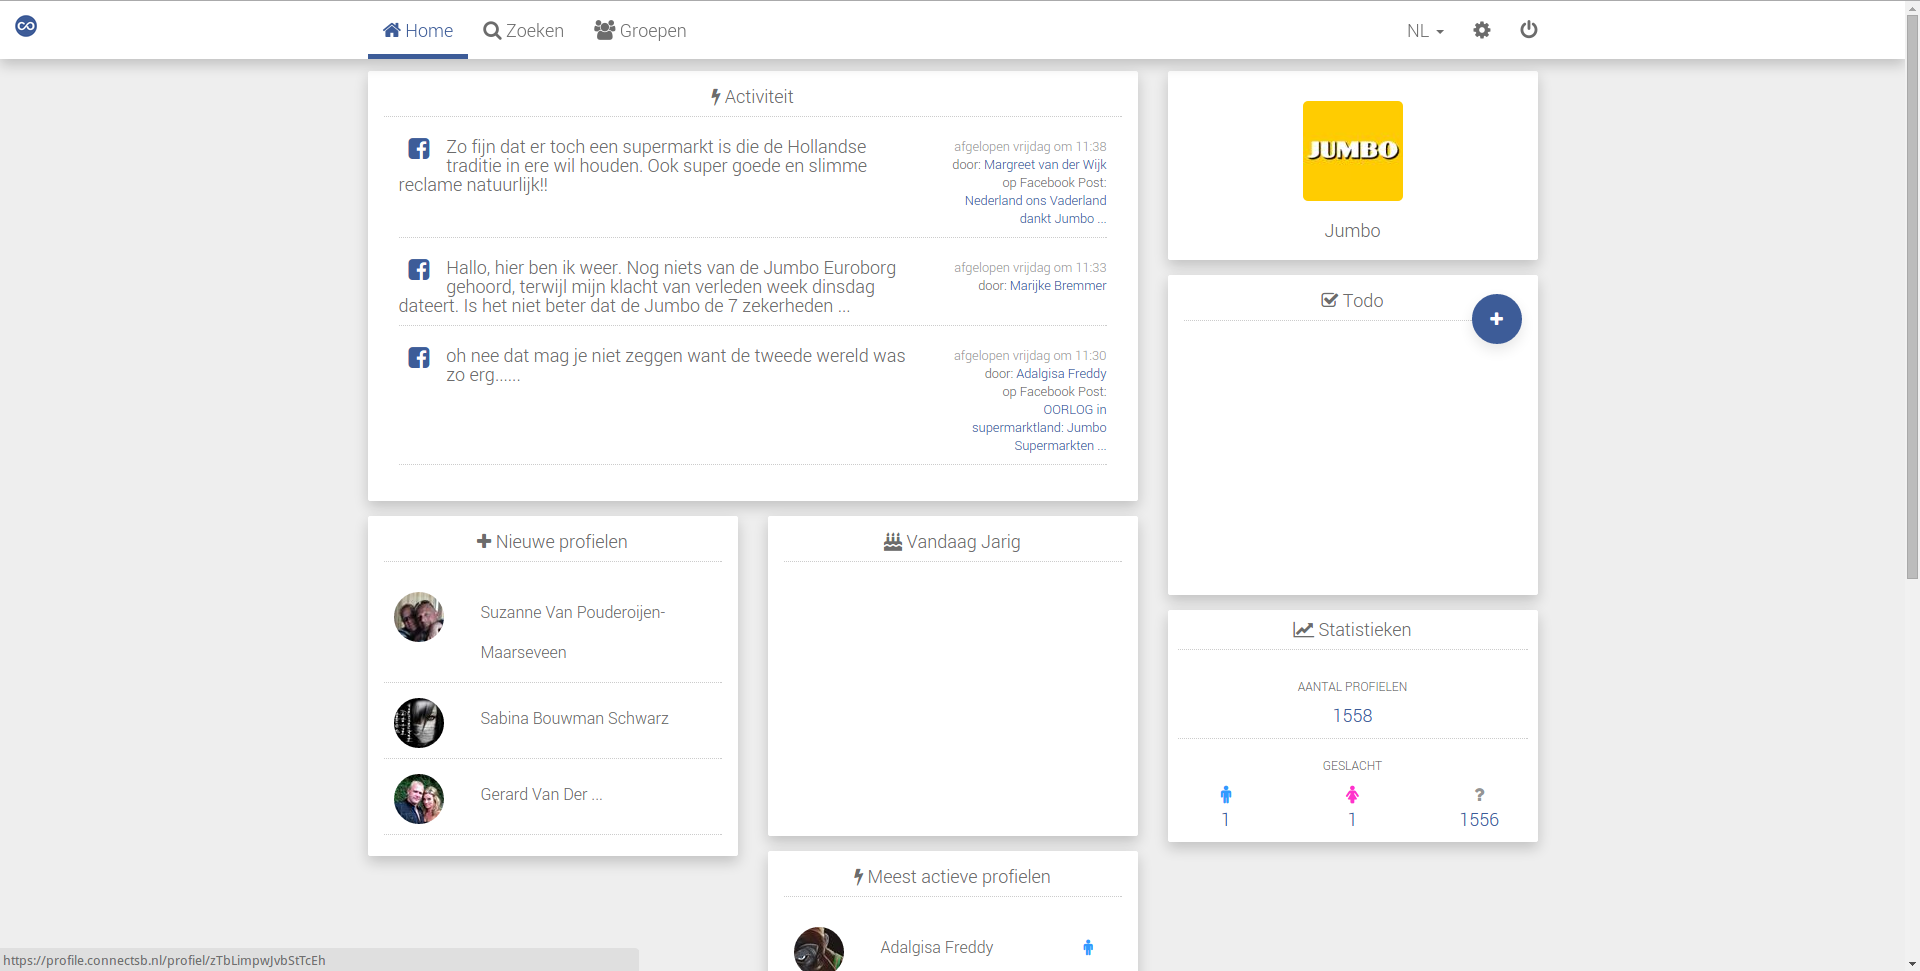 Home
Zoeken
Groepen
NL
Activiteit
Zo fijn dat er toch een supermarkt is die de Hollandse
traditie in ere wil houden. Ook super goede en slimme
reclame natuurlijk!!
afgelopen vrijdag om 11:38
door: Margreet van der Wijk
op Facebook Post:
Nederland ons Vaderland
dankt Jumbo ...
Hallo, hier ben ik weer. Nog niets van de Jumbo Euroborg
gehoord, terwijl mijn klacht van verleden week dinsdag
dateert. Is het niet beter dat de Jumbo de 7 zekerheden ...
afgelopen vrijdag om 11:33
door: Marijke Bremmer
oh nee dat mag je niet zeggen want de tweede wereld was
zo erg......
afgelopen vrijdag om 11:30
door: Adalgisa Freddy
op Facebook Post:
OORLOG in
supermarktland: Jumbo
Supermarkten ...
JUMBO
Jumbo
Todo
Nieuwe profielen
Suzanne Van Pouderoijen-
Maarseveen
Sabina Bouwman Schwarz
Gerard Van Der ...
Vandaag Jarig
Meest actieve profielen
Adalgisa Freddy
Statistieken
AANTAL PROFIELEN
1558
GESLACHT
?
1
1
1556
https://profile.connectsb.nl/profiel/zTbLimpwJvbStTcEh